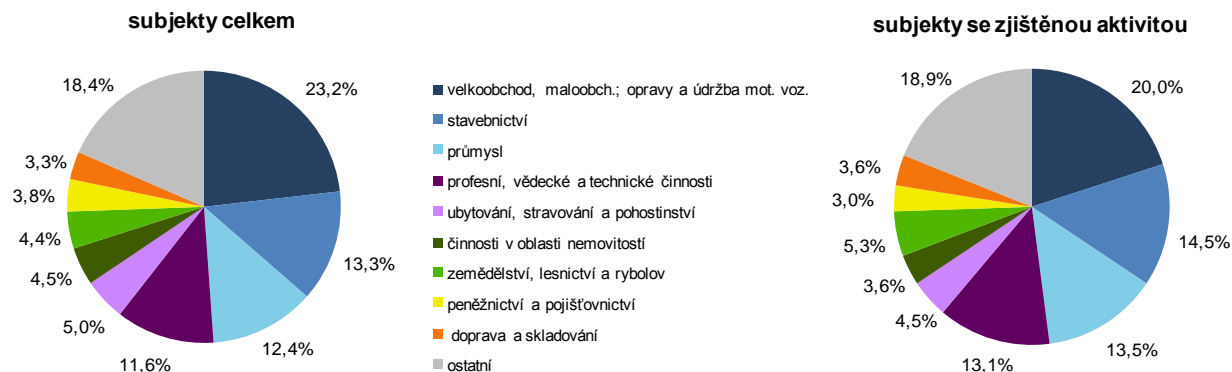 subjekty celkem
23,2%
13,3%
12,4%
11,6%
5,0%
4,5%
4,4%
3,8%
3,3%
18,4%
velkoobchod, maloobch.; opravy a údržba mot. voz.
stavebnictví
průmysl
profesní, vědecké a technické činnosti
ubytování, stravování a pohostinství
činnosti v oblasti nemovitostí
zemědělství, lesnictví a rybolov
peněžnictví a pojišťovnictví
doprava a skladování
ostatní
subjekty se zjištěnou aktivitou
20,0%
14,5%
13,5%
13,1%
4,5%
3,6%
5,3%
3,0%
3,6%
18,9%